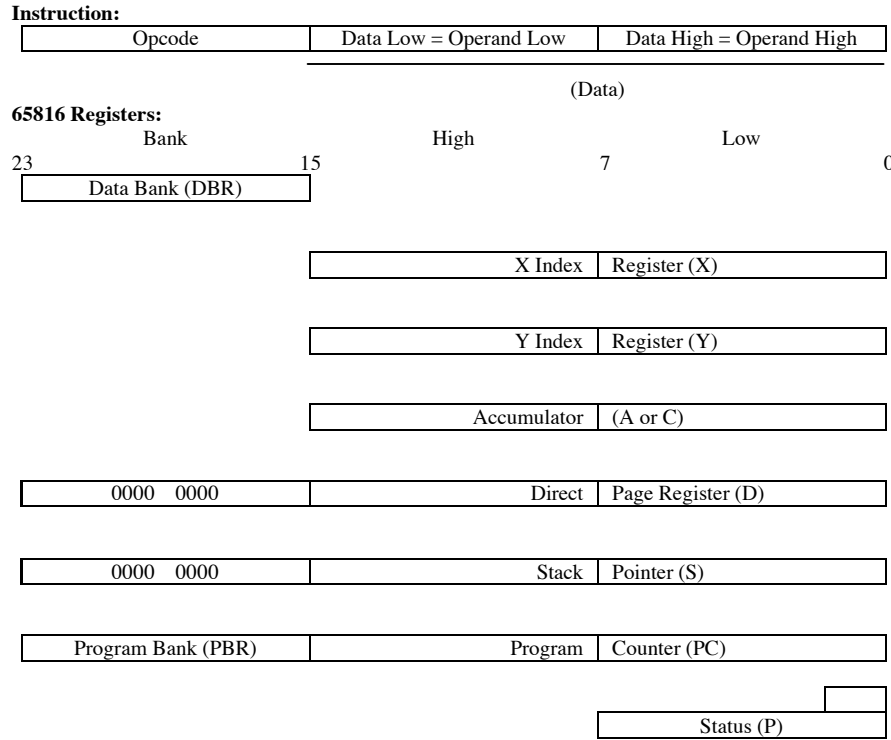 Instruction:
Opcode Data Low = Operand Low Data High = Operand High
(Data)
65816 Registers:
Bank High Low
23 15 7 0
Data Bank (DBR)
X Index Register (X)
Y Index Register (Y)
Accumulator (A or C)
0000 0000 Direct Page Register (D)
0000 0000 Stack Pointer (S)
Program Bank (PBR) Program Counter (PC)
Status (P)